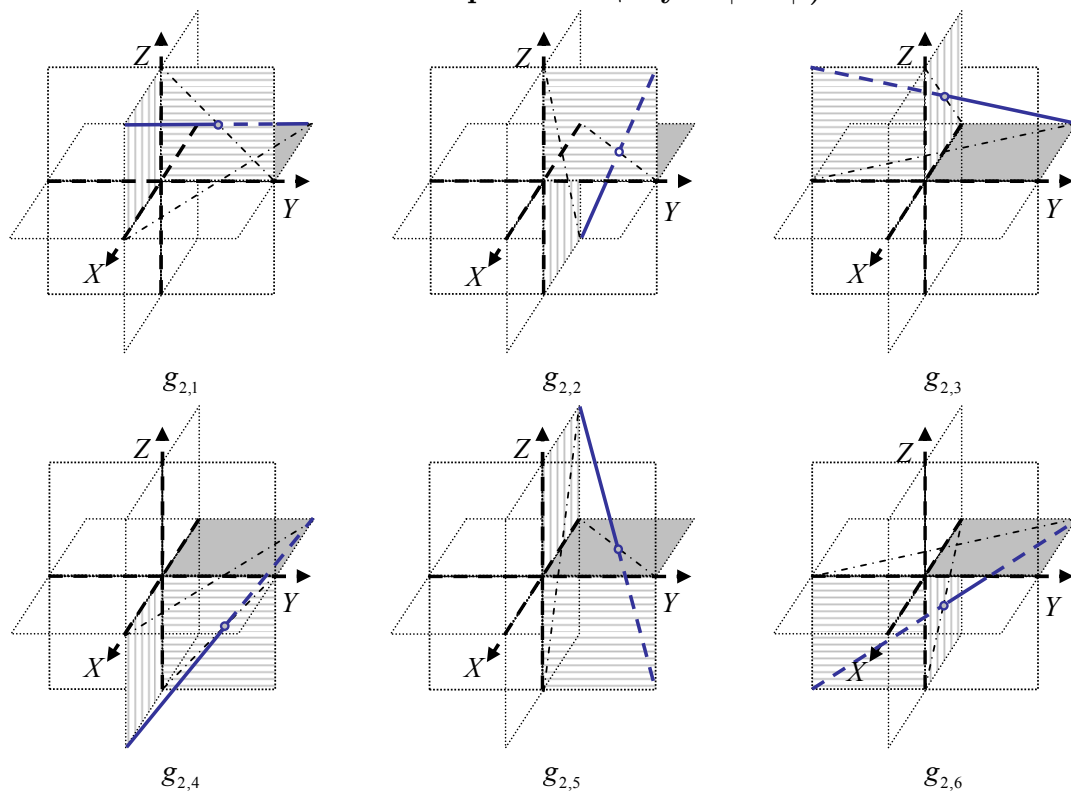 Z Z Z
Y Y Y
X X X
g₂,₁ g₂,₂ g₂,₃
Z Z Z
Y Y Y
X X X
g₂,₄ g₂,₅ g₂,₆